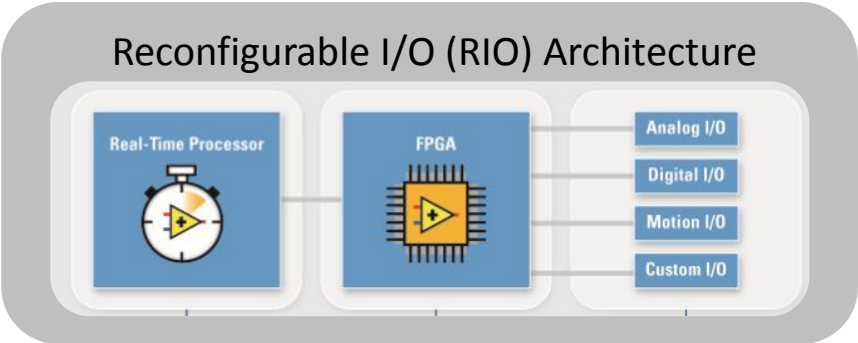 Reconfigurable I/O (RIO) Architecture
Real-Time Processor
FPGA
Analog I/O
Digital I/O
Motion I/O
Custom I/O